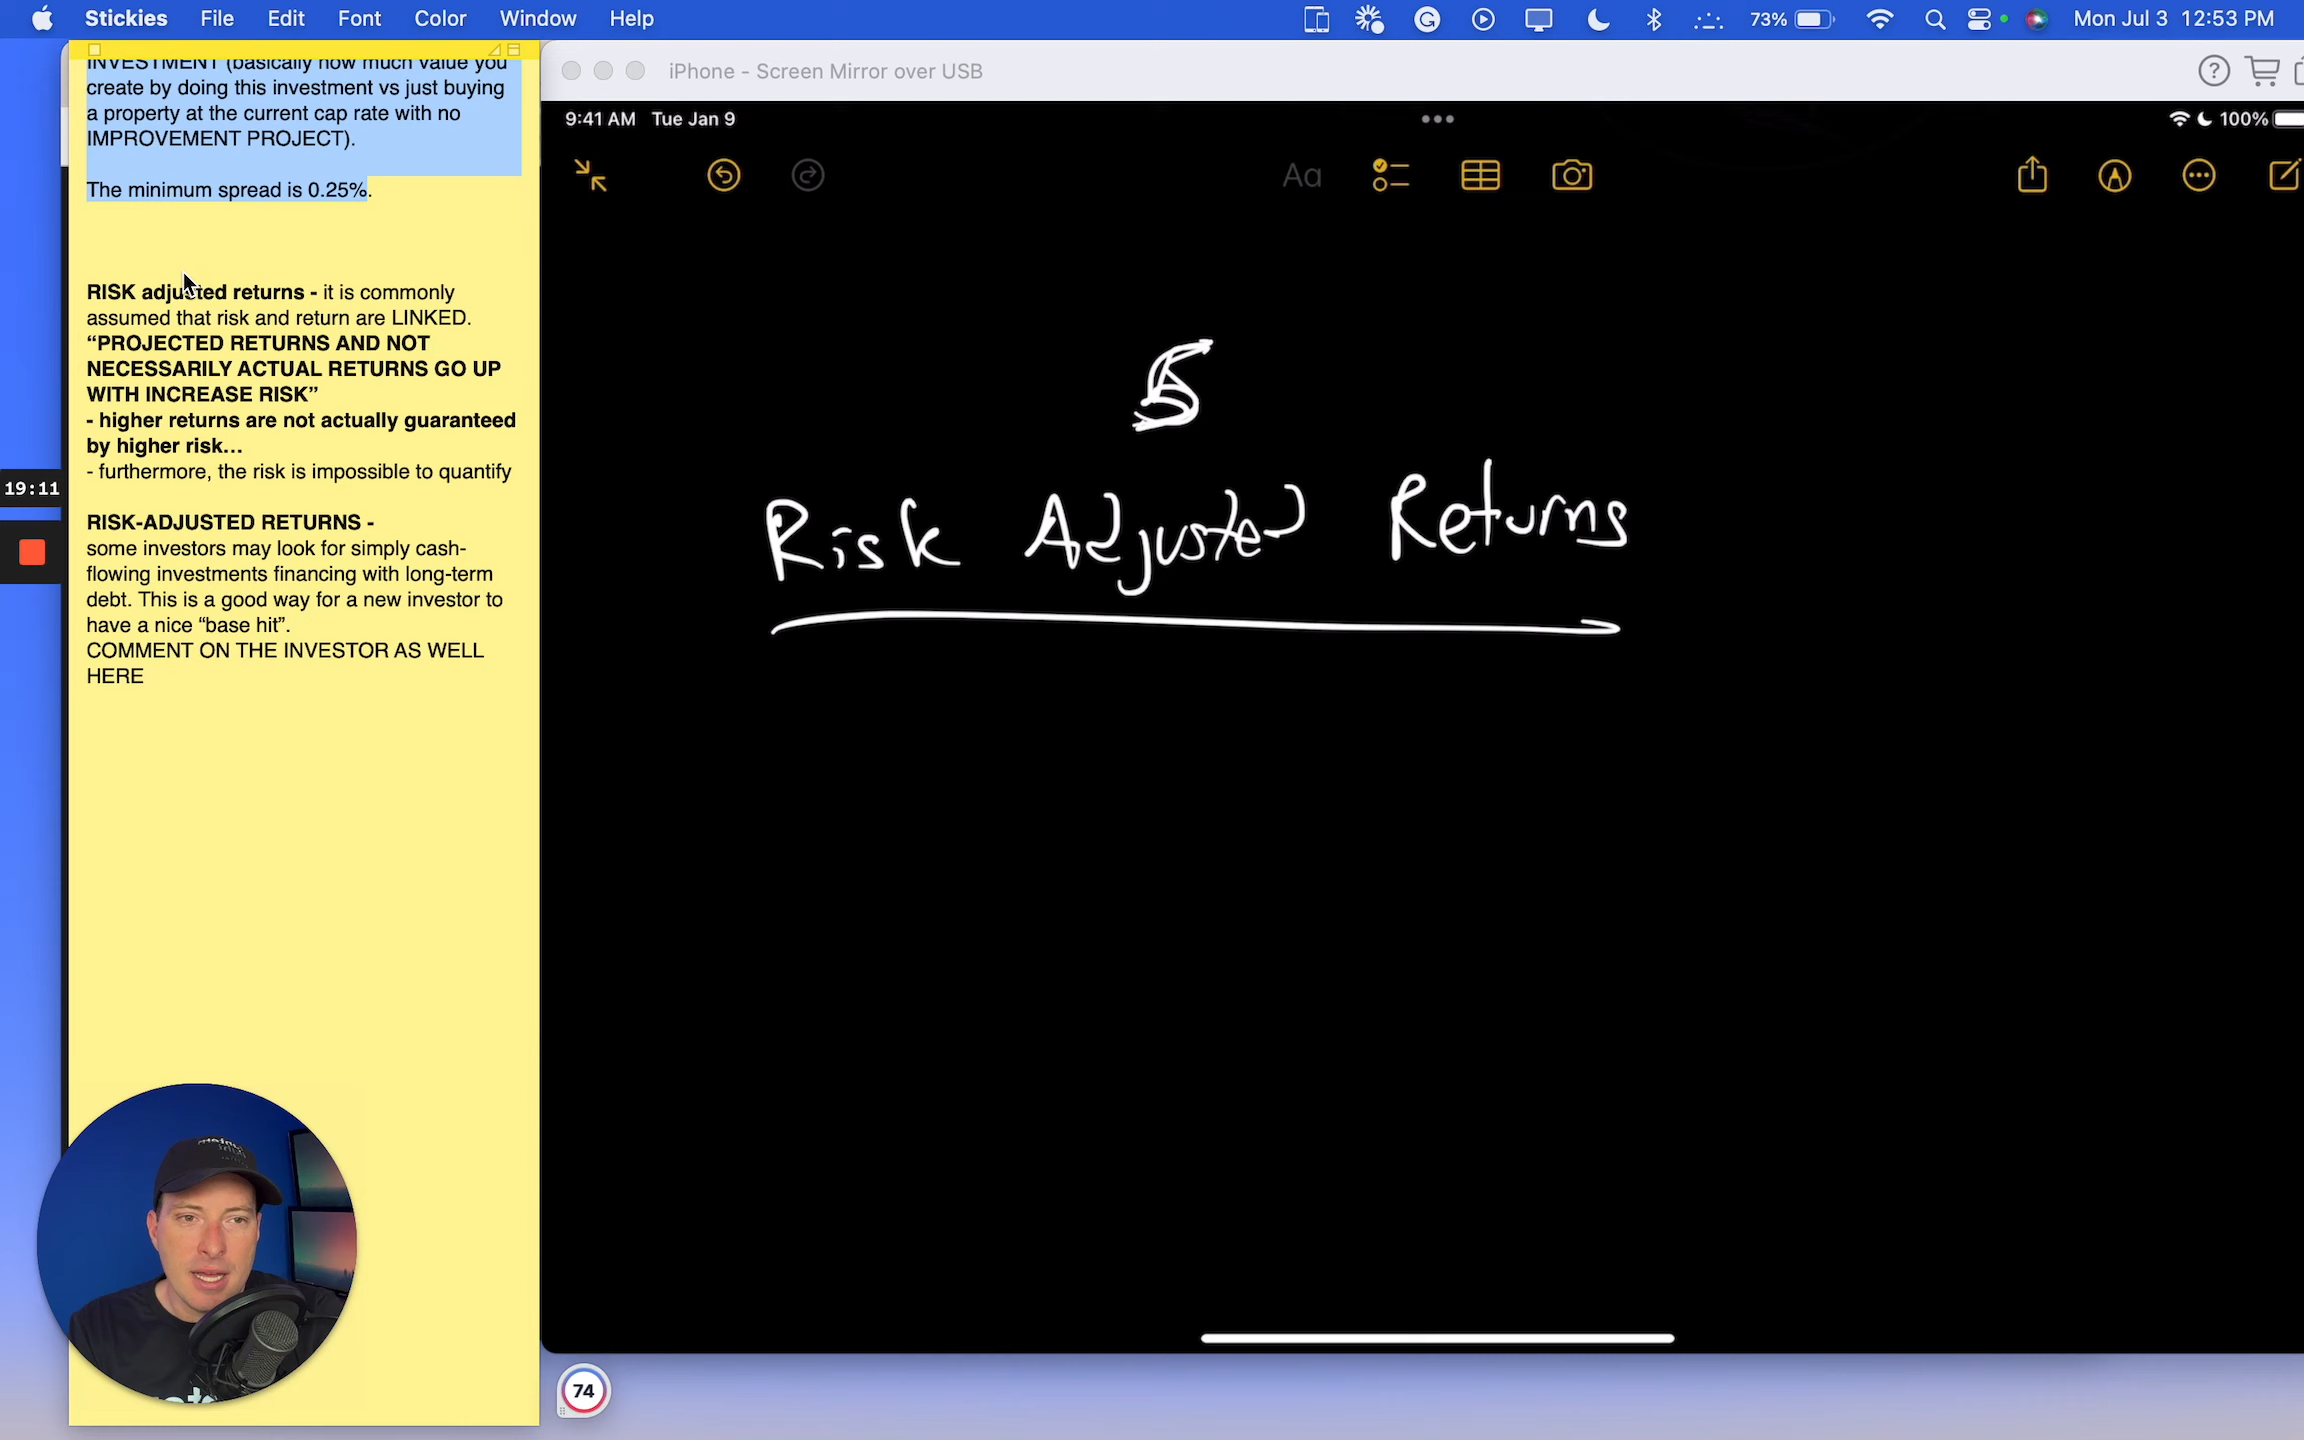 Stickies File Edit Font Color Window Help 73% Mon Jul 3 12:53 PM
INVESTMENT (basically how much value you
create by doing this investment vs just buying
a property at the current cap rate with no
IMPROVEMENT PROJECT).
The minimum spread is 0.25%.
RISK adjusted returns - it is commonly
assumed that risk and return are LINKED.
“PROJECTED RETURNS AND NOT
NECESSARILY ACTUAL RETURNS GO UP
WITH INCREASE RISK”
- higher returns are not actually guaranteed
by higher risk...
- furthermore, the risk is impossible to quantify
19:11
RISK-ADJUSTED RETURNS -
some investors may look for simply cash-
flowing investments financing with long-term
debt. This is a good way for a new investor to
have a nice “base hit”.
COMMENT ON THE INVESTOR AS WELL
HERE
iPhone - Screen Mirror over USB
9:41 AM Tue Jan 9
100%
Aa
5
Risk Adjusted Returns
74